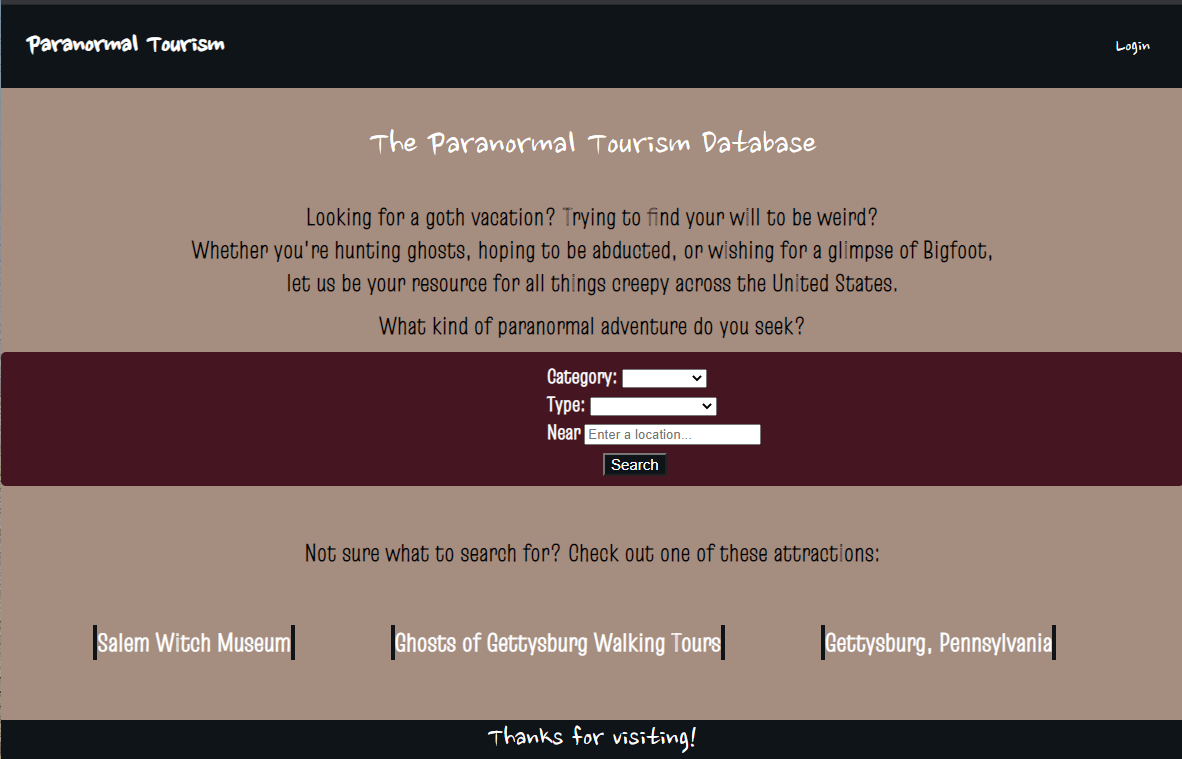 Paranormal Tourism
Login
The Paranormal Tourism Database
Looking for a goth vacation? Trying to find your will to be weird?
Whether you're hunting ghosts, hoping to be abducted, or wishing for a glimpse of Bigfoot,
let us be your resource for all things creepy across the United States.
What kind of paranormal adventure do you seek?
Category:
Type:
Near Enter a location...
Search
Not sure what to search for? Check out one of these attractions:
Salem Witch Museum
Ghosts of Gettysburg Walking Tours
Gettysburg, Pennsylvania
Thanks for visiting!